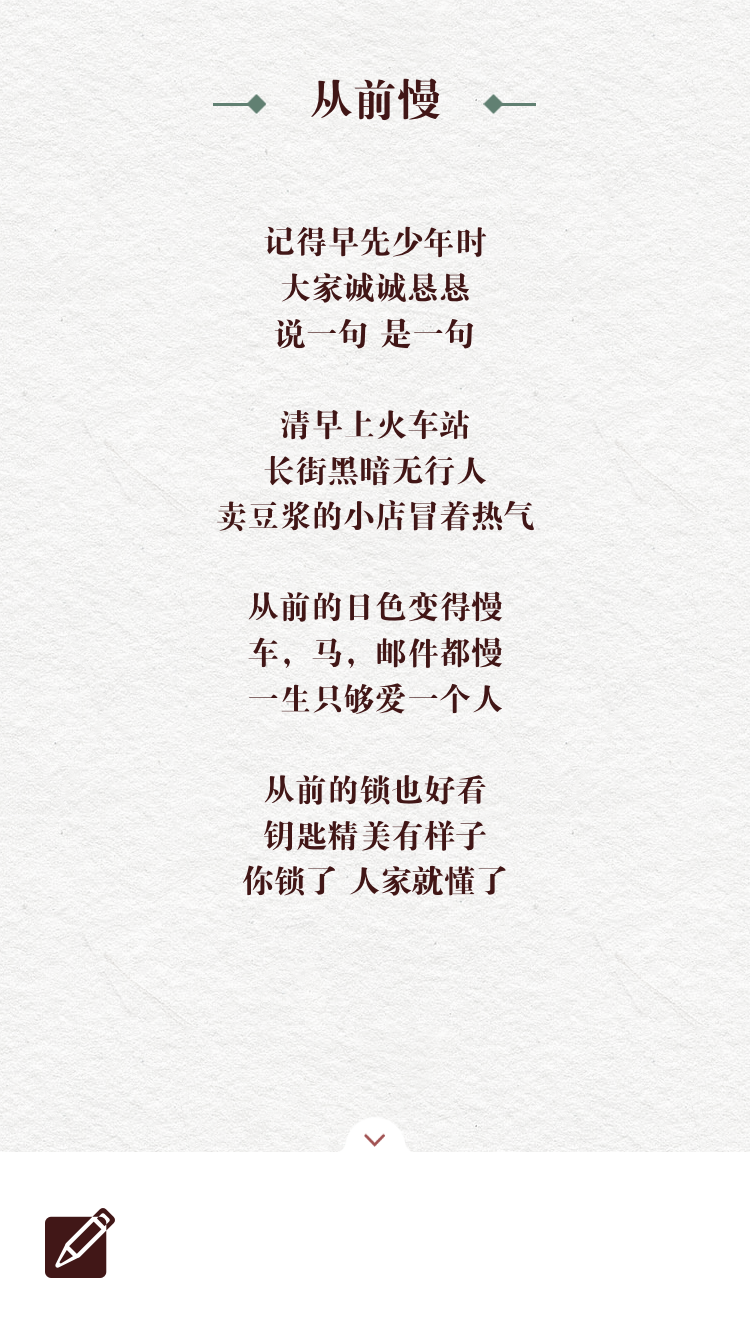 从前慢
记得早先少年时
大家诚诚恳恳
说一句 是一句
清早上火车站
长街黑暗无行人
卖豆浆的小店冒着热气
从前的日色变得慢
车，马，邮件都慢
一生只够爱一个人
从前的锁也好看
钥匙精美有样子
你锁了 人家就懂了